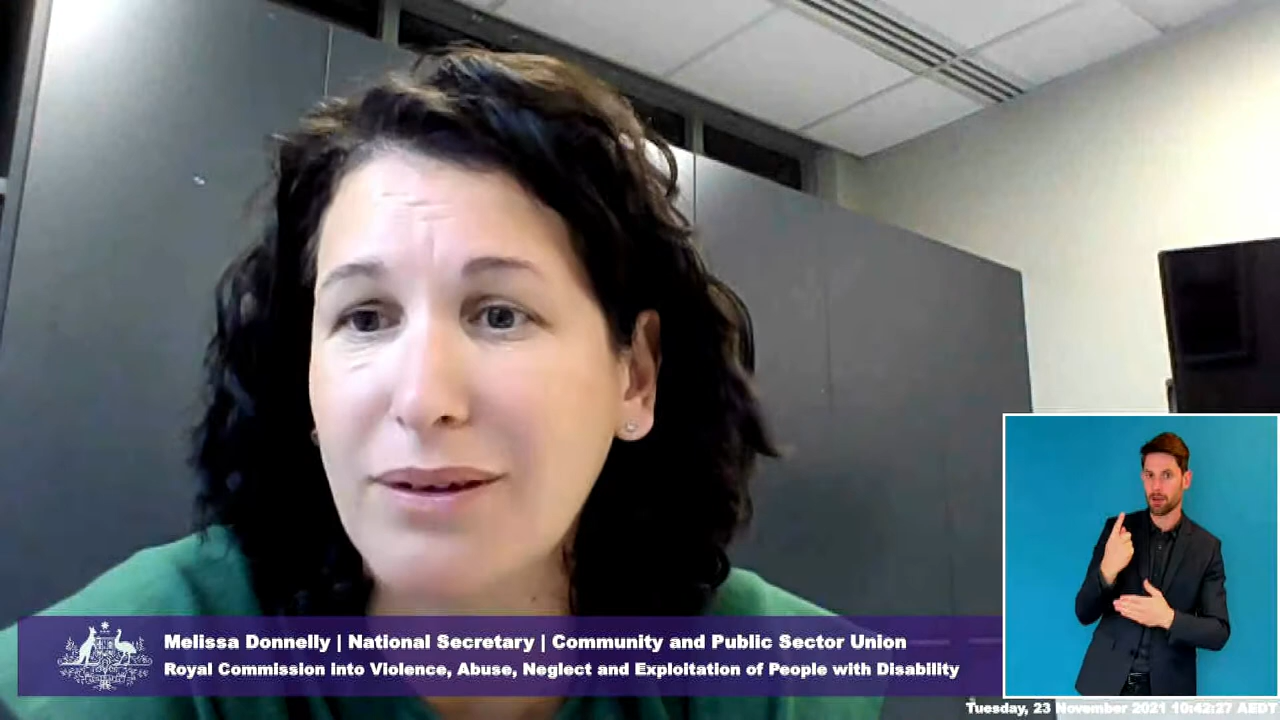 Melissa Donnelly | National Secretary | Community and Public Sector Union
Royal Commission into Violence, Abuse, Neglect and Exploitation of People with Disability
Tuesday, 23 November 2021 10:42:27 AEDT